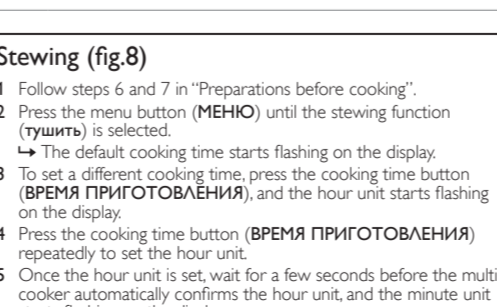 Stewing (fig.8)
1 Follow steps 6 and 7 in “Preparations before cooking”.
2 Press the menu button (МЕНЮ) until the stewing function
(тушить) is selected.
↳ The default cooking time starts flashing on the display.
3 To set a different cooking time, press the cooking time button
(ВРЕМЯ ПРИГОТОВЛЕНИЯ), and the hour unit starts flashing
on the display.
4 Press the cooking time button (ВРЕМЯ ПРИГОТОВЛЕНИЯ)
repeatedly to set the hour unit.
5 Once the hour unit is set, wait for a few seconds before the multi
cooker automatically confirms the hour unit, and the minute unit